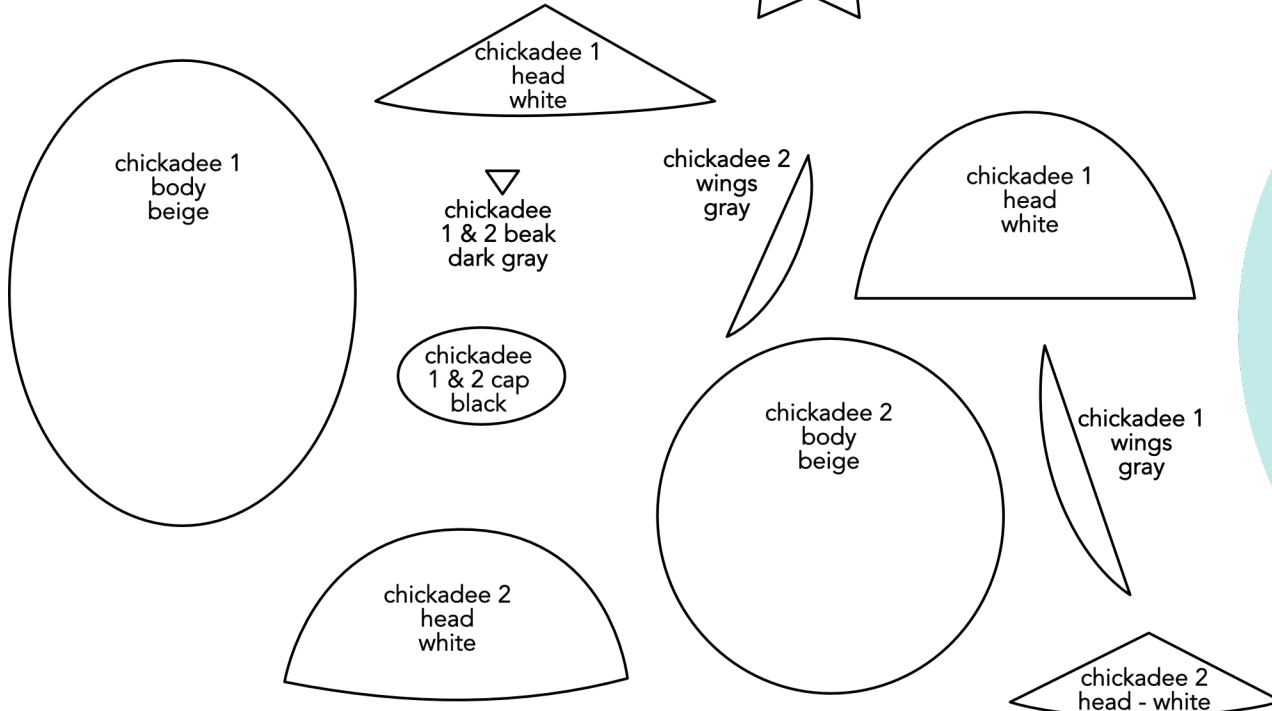 chickadee 1
head
white
chickadee 1
body
beige
chickadee 2
wings
gray
chickadee 1
head
white
chickadee
1 & 2 beak
dark gray
chickadee
1 & 2 cap
black
chickadee 2
body
beige
chickadee 1
wings
gray
chickadee 2
head
white
chickadee 2
head - white